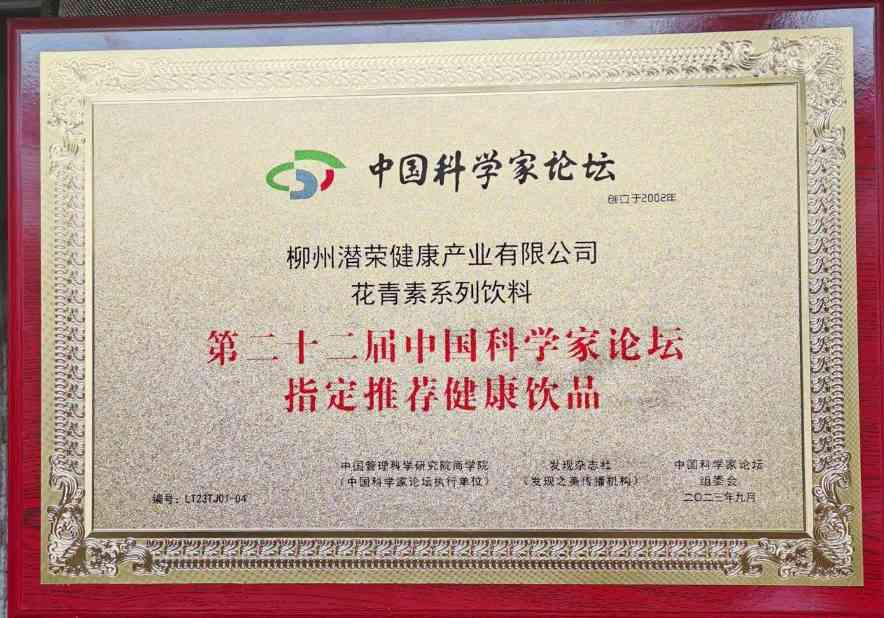 中国科学家论坛
创立于2002年
柳州潜荣健康产业有限公司
花青素系列饮料
第二十二届中国科学家论坛
指定推荐健康饮品
中国管理科学研究院商学院
（中国科学家论坛执行单位）
发现杂志社
（发现之美传播机构）
中国科学家论坛
组委会
二〇二三年九月
编号：LT23TJ01-04